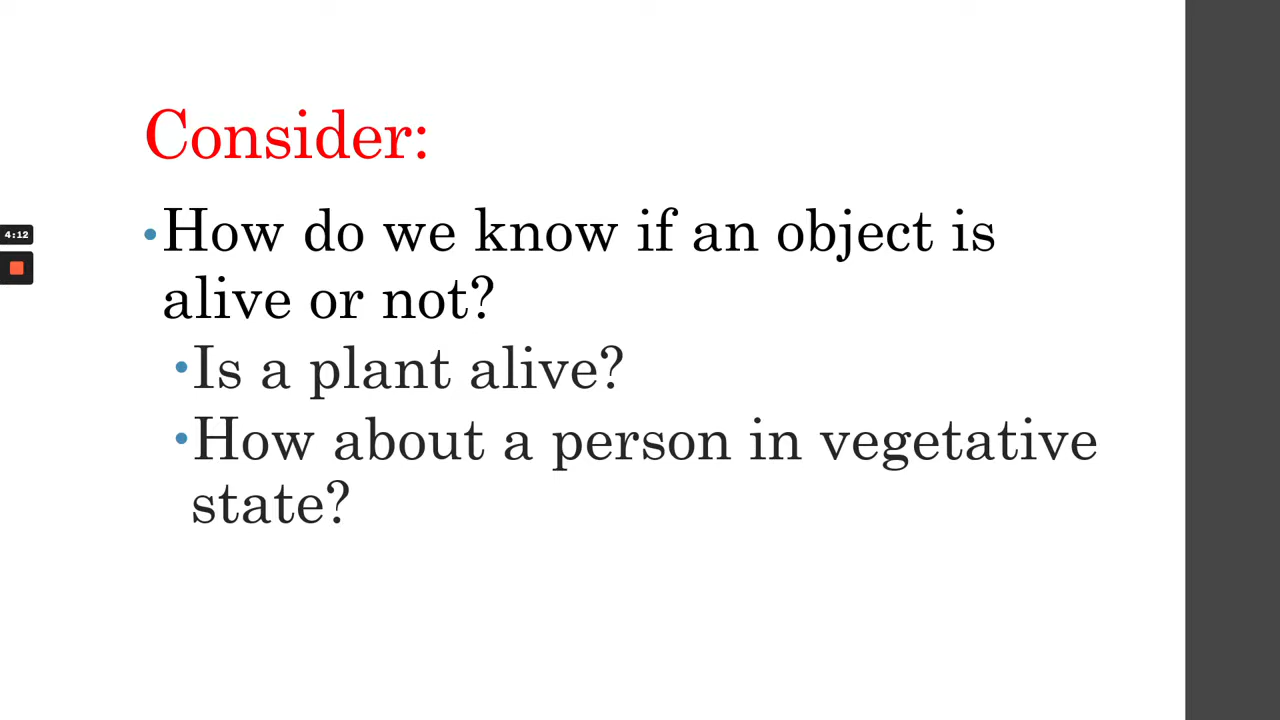 Consider:
4:12
•How do we know if an object is
alive or not?
•Is a plant alive?
•How about a person in vegetative
state?